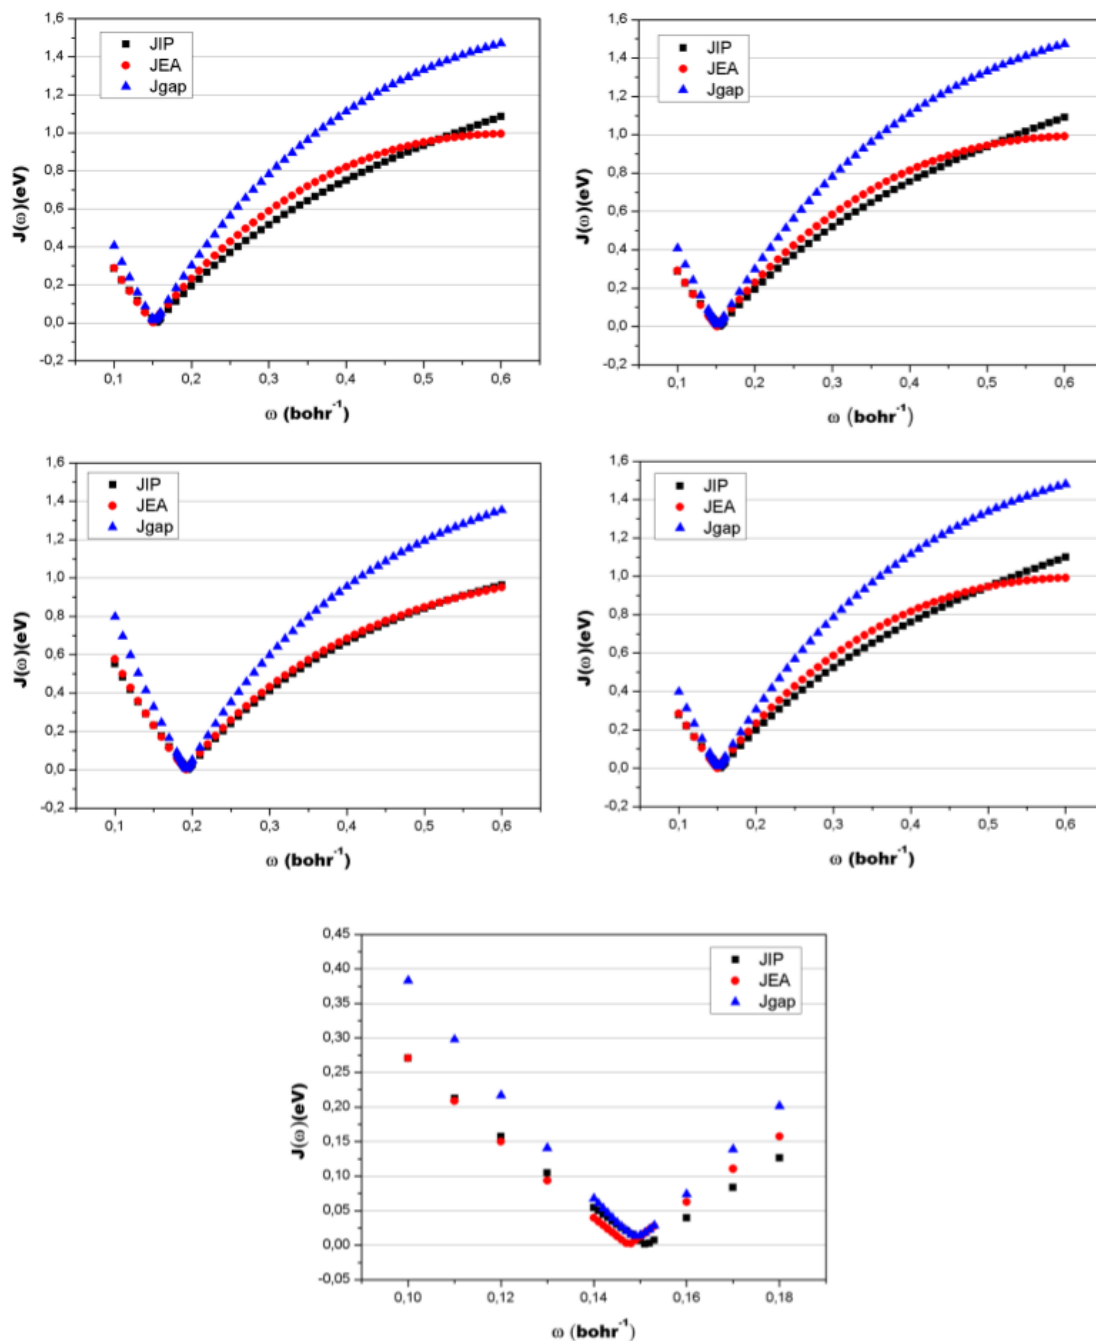 1,6
1,4
1,2
1,0
0,8
0,6
0,4
0,2
0,0
-0,2
J(ω)(eV)
JIP
JEA
Jgap
0,1 0,2 0,3 0,4 0,5 0,6
ω (bohr-1)
1,6
1,4
1,2
1,0
0,8
0,6
0,4
0,2
0,0
-0,2
J(ω)(eV)
JIP
JEA
Jgap
0,1 0,2 0,3 0,4 0,5 0,6
ω (bohr-1)
1,6
1,4
1,2
1,0
0,8
0,6
0,4
0,2
0,0
-0,2
J(ω)(eV)
JIP
JEA
Jgap
0,1 0,2 0,3 0,4 0,5 0,6
ω (bohr-1)
1,6
1,4
1,2
1,0
0,8
0,6
0,4
0,2
0,0
-0,2
J(ω)(eV)
JIP
JEA
Jgap
0,1 0,2 0,3 0,4 0,5 0,6
ω (bohr-1)
0,45
0,40
0,35
0,30
0,25
0,20
0,15
0,10
0,05
0,00
-0,05
J(ω)(eV)
JIP
JEA
Jgap
0,10 0,12 0,14 0,16 0,18
ω (bohr-1)